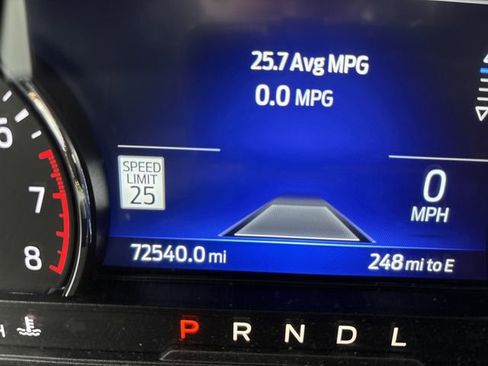 25.7 Avg MPG
0.0 MPG
SPEED
LIMIT
25
0
MPH
7
8
72540.0 mi
248 mi to E
H
P R N D L